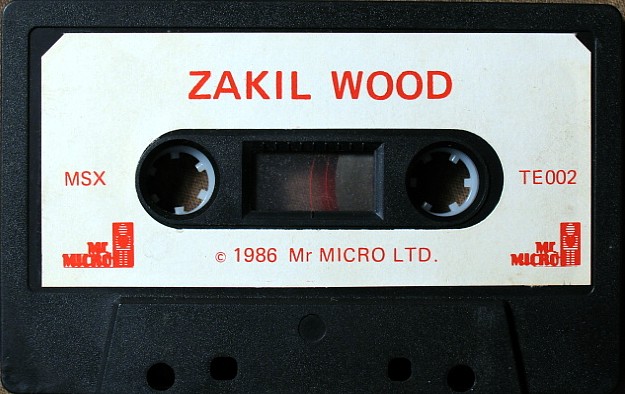 ZAKIL WOOD
MSX
TE002
Mr
MICRO
Mr
MICRO
© 1986 Mr MICRO LTD.